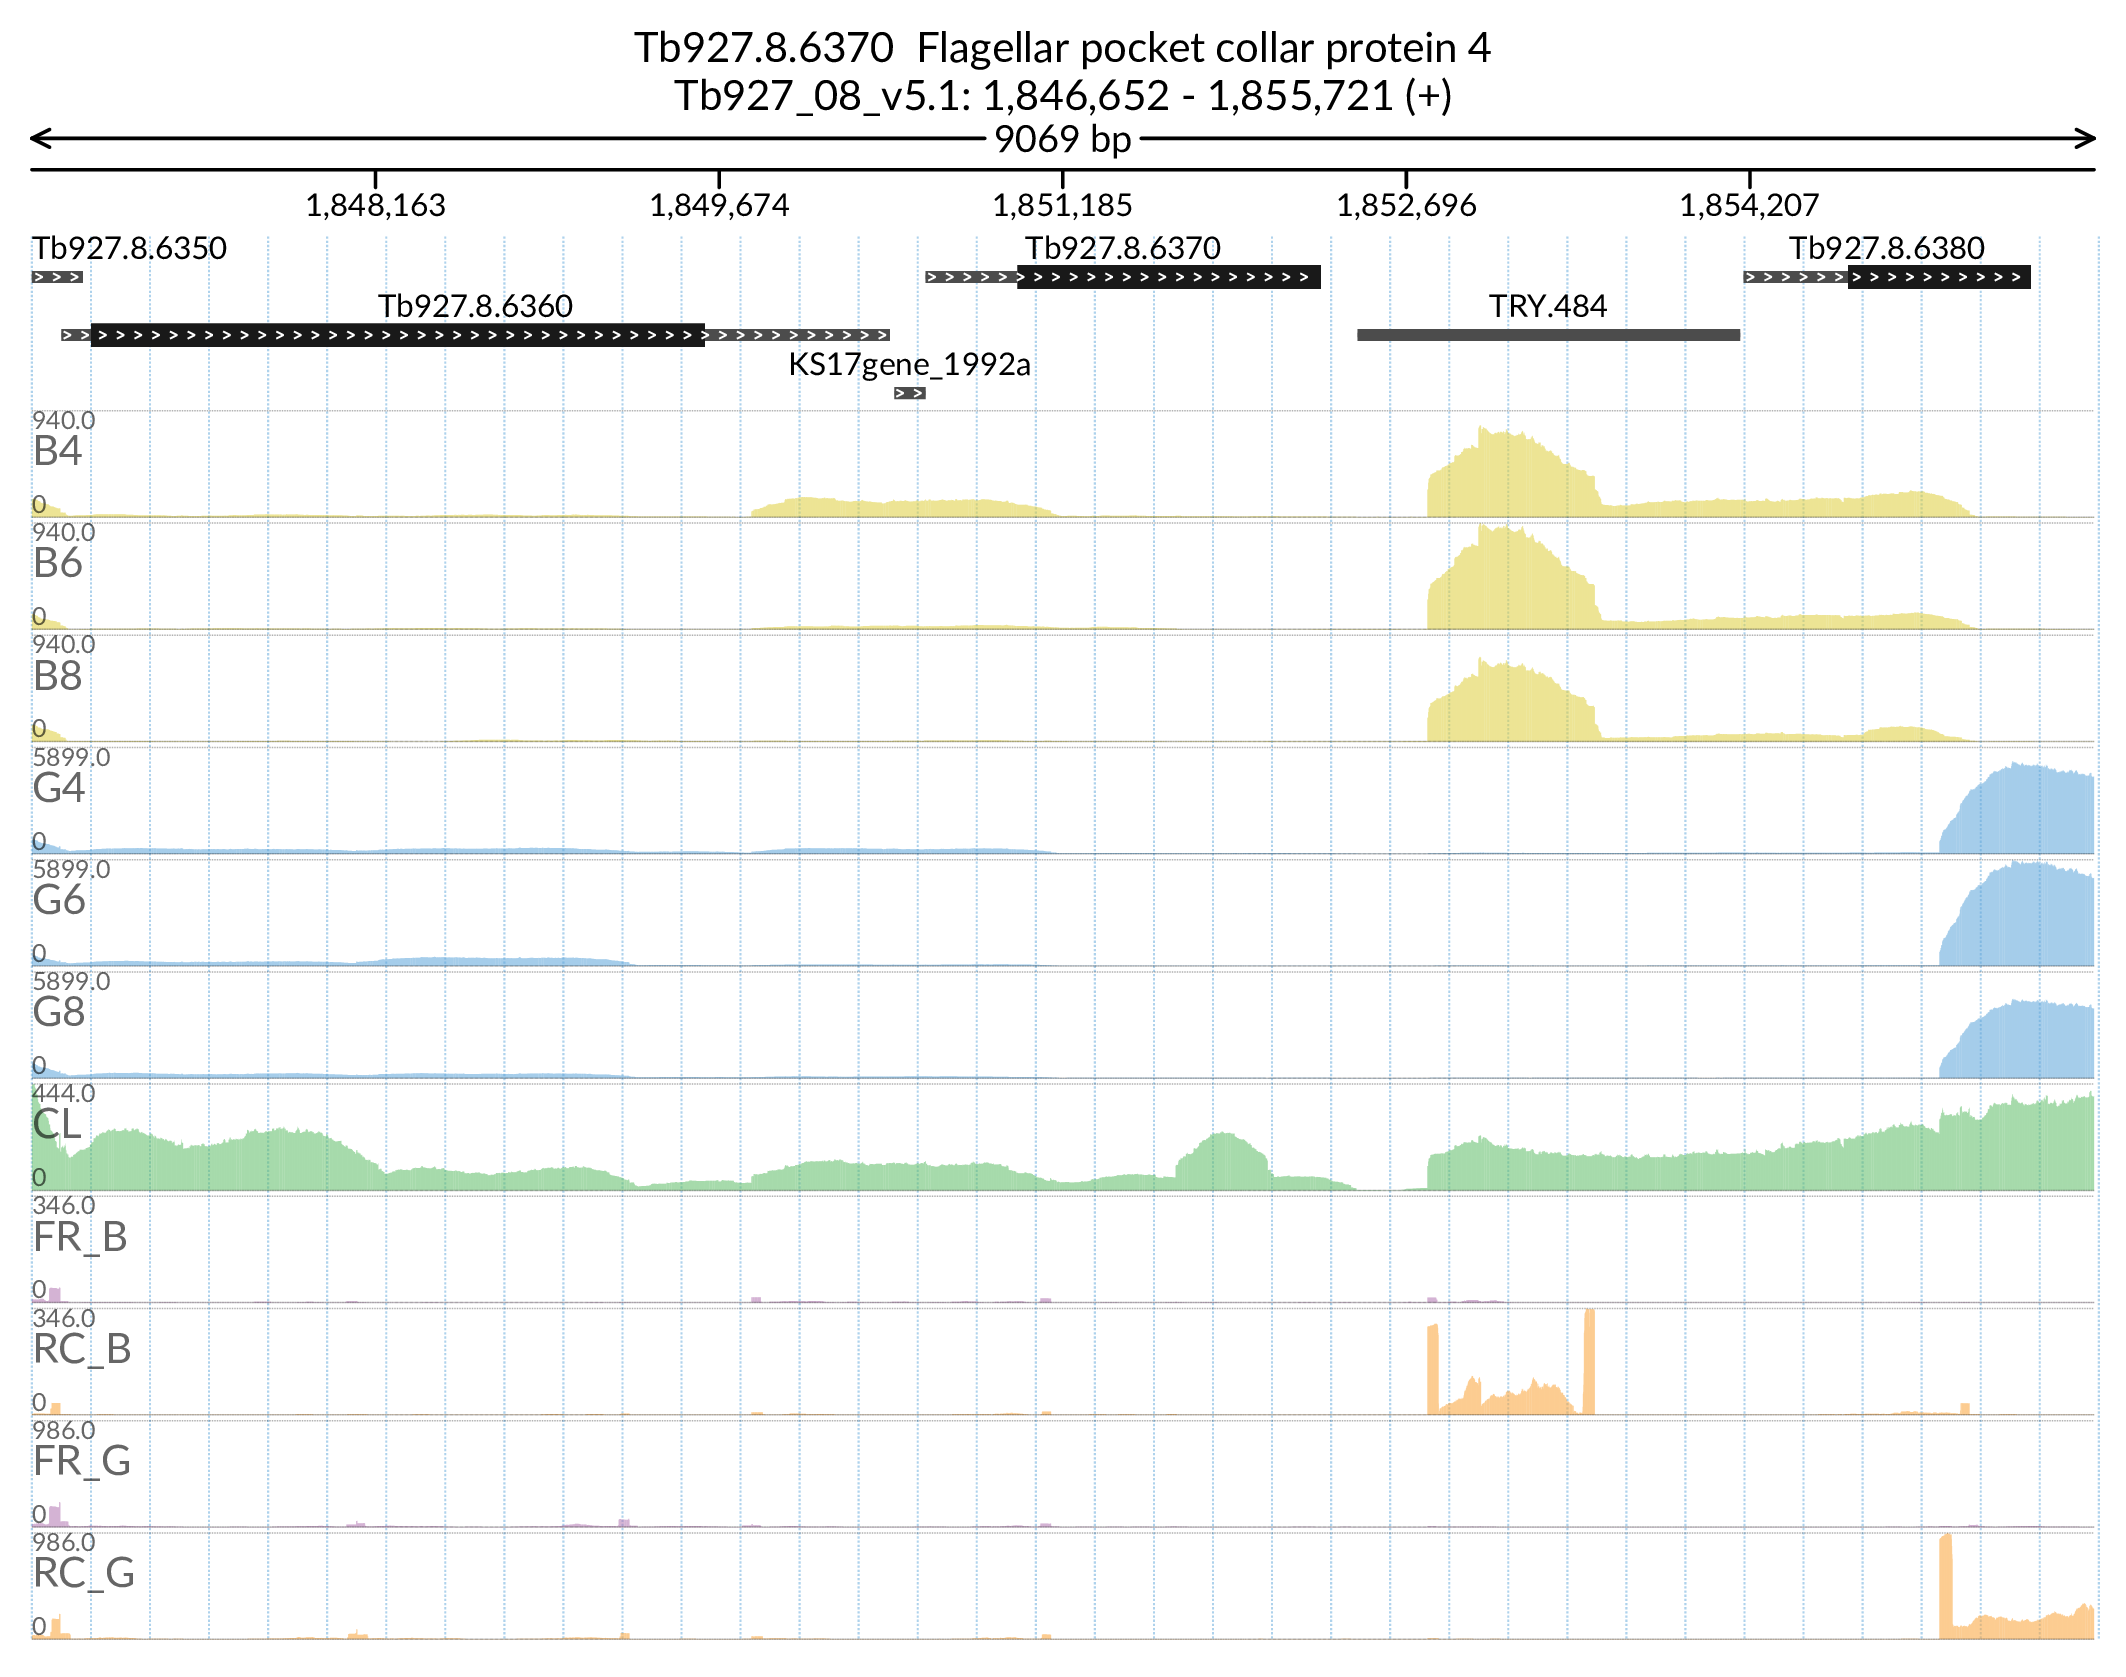 Tb927.8.6370  Flagellar pocket collar protein 4
Tb927_08_v5.1: 1,846,652 - 1,855,721 (+)
9069 bp
1,848,163 1,849,674 1,851,185 1,852,696 1,854,207
Tb927.8.6350 Tb927.8.6370 Tb927.8.6380
Tb927.8.6360 TRY.484
KS17gene_1992a
940.0
B4
0
940.0
B6
0
940.0
B8
0
5899.0
G4
0
5899.0
G6
0
5899.0
G8
0
444.0
CL
0
346.0
FR_B
0
346.0
RC_B
0
986.0
FR_G
0
986.0
RC_G
0